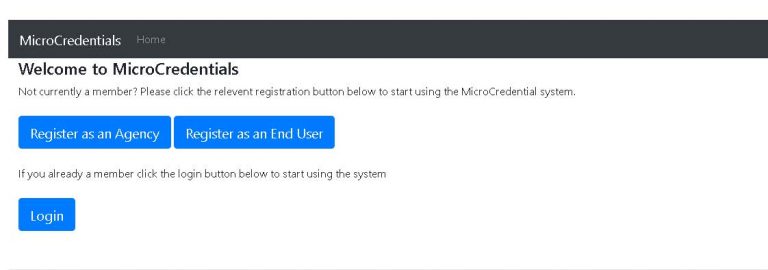 MicroCredentials Home
Welcome to MicroCredentials
Not currently a member? Please click the relevent registration button below to start using the MicroCredential system.
Register as an Agency Register as an End User
If you already a member click the login button below to start using the system
Login